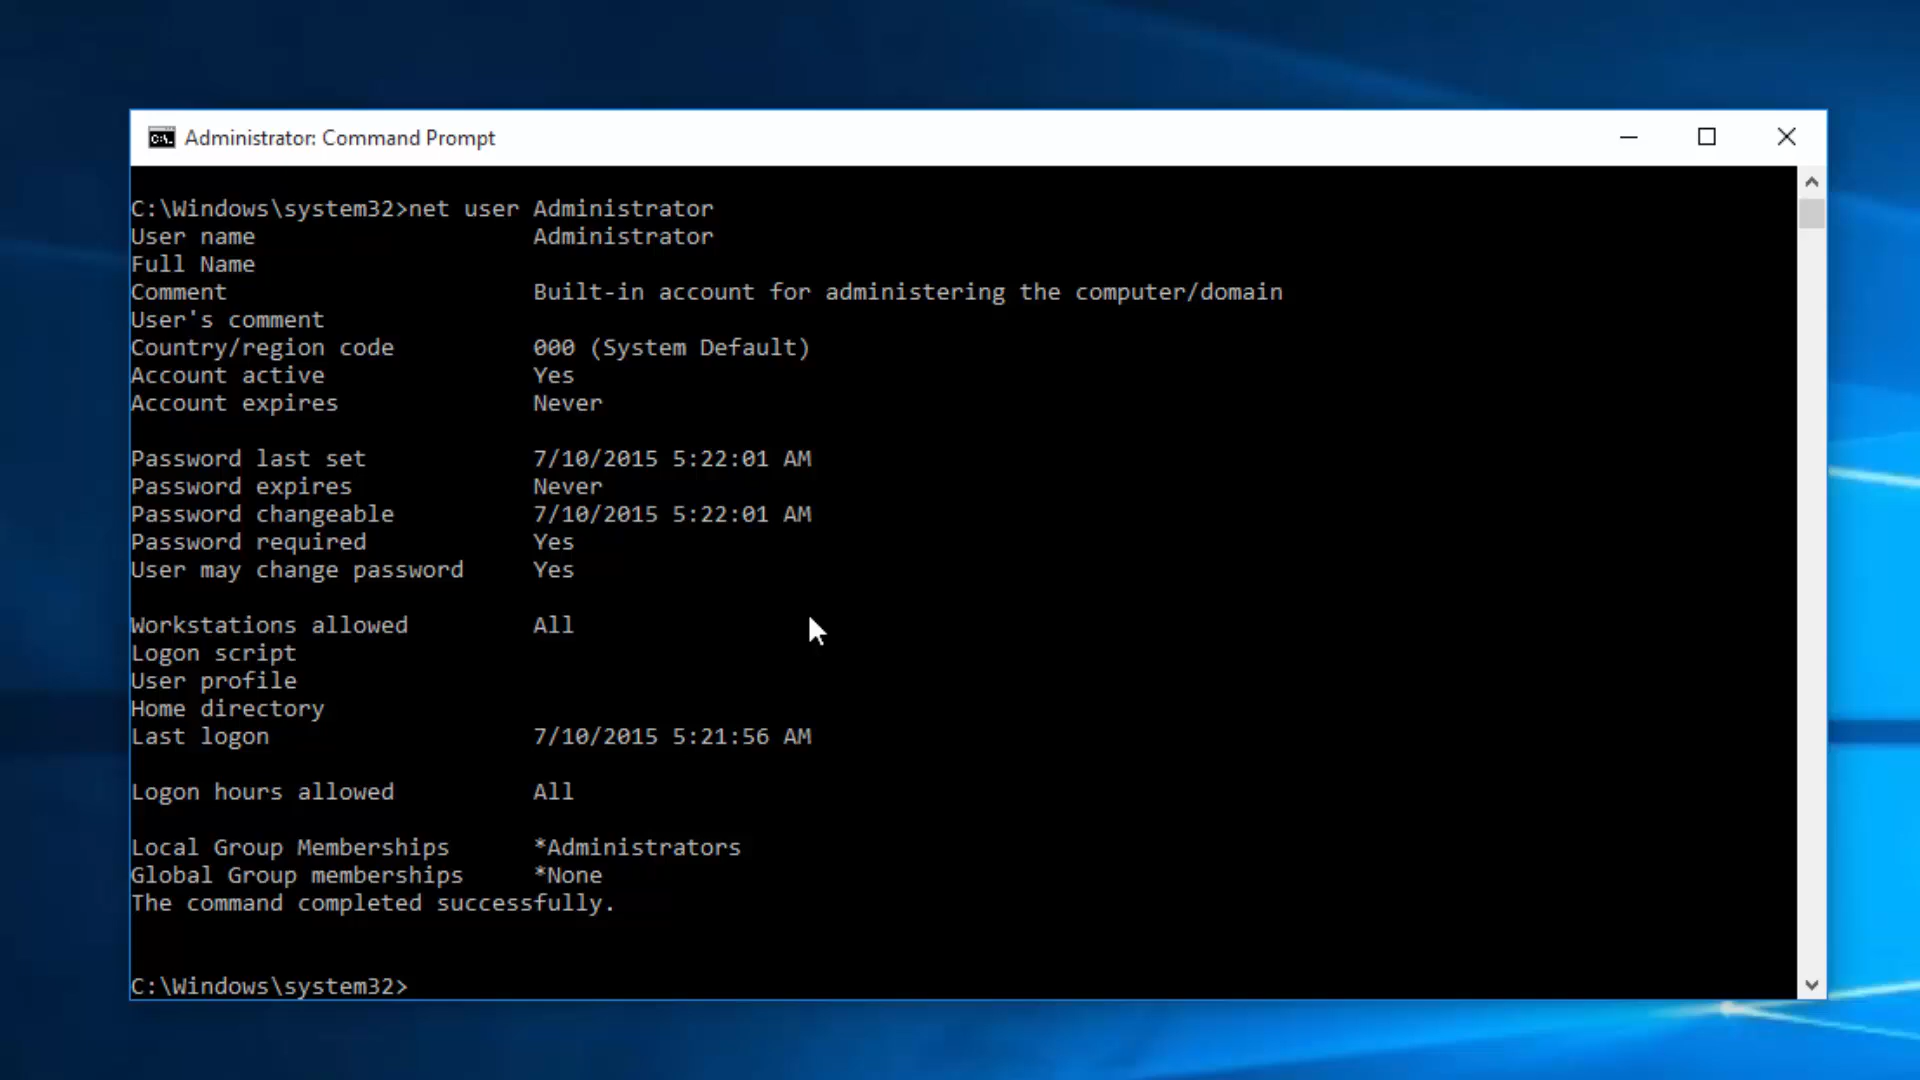 Administrator: Command Prompt
C:\Windows\system32>net user Administrator
User name Administrator
Full Name
Comment Built-in account for administering the computer/domain
User's comment
Country/region code 000 (System Default)
Account active Yes
Account expires Never
Password last set 7/10/2015 5:22:01 AM
Password expires Never
Password changeable 7/10/2015 5:22:01 AM
Password required Yes
User may change password Yes
Workstations allowed All
Logon script
User profile
Home directory
Last logon 7/10/2015 5:21:56 AM
Logon hours allowed All
Local Group Memberships *Administrators
Global Group memberships *None
The command completed successfully.
C:\Windows\system32>